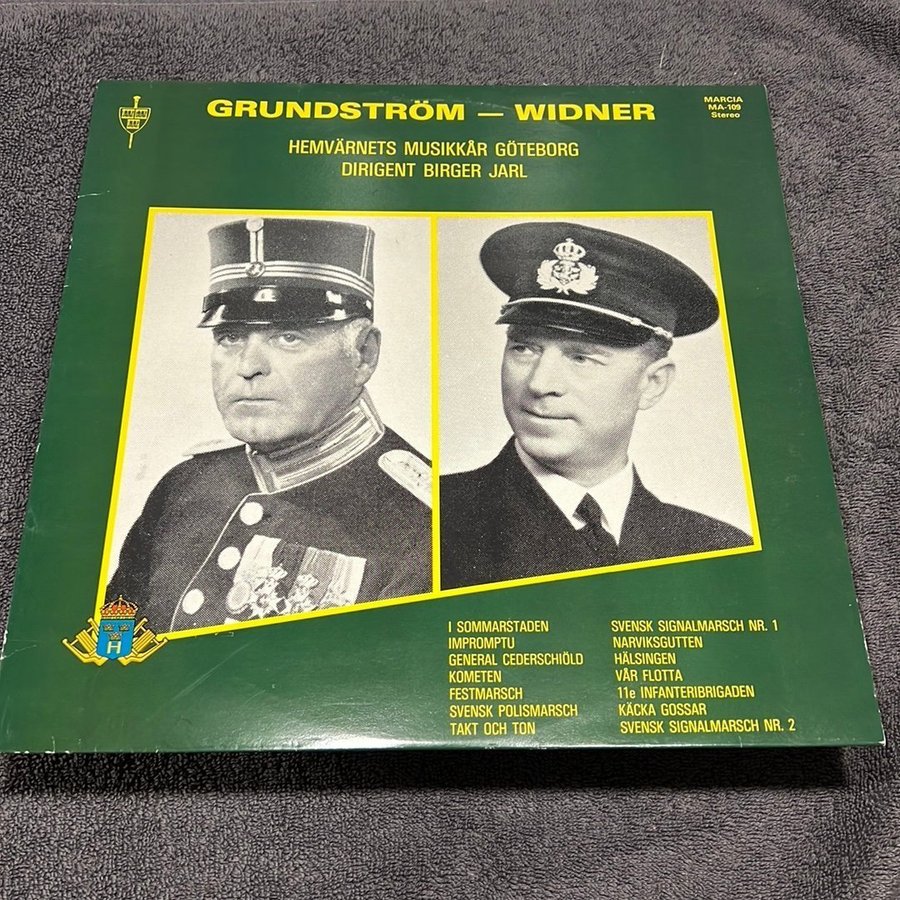 GRUNDSTRÖM — WIDNER
MARCIA
MA-109
Stereo
HEMVÄRNETS MUSIKKÅR GÖTEBORG
DIRIGENT BIRGER JARL
H
I SOMMARSTADEN
IMPROMPTU
GENERAL CEDERSCHIÖLD
KOMETEN
FESTMARSCH
SVENSK POLISMARSCH
TAKT OCH TON
SVENSK SIGNALMARSCH NR. 1
NARVIKSGUTTEN
HÄLSINGEN
VÅR FLOTTA
11e INFANTERIBRIGADEN
KÄCKA GOSSAR
SVENSK SIGNALMARSCH NR. 2